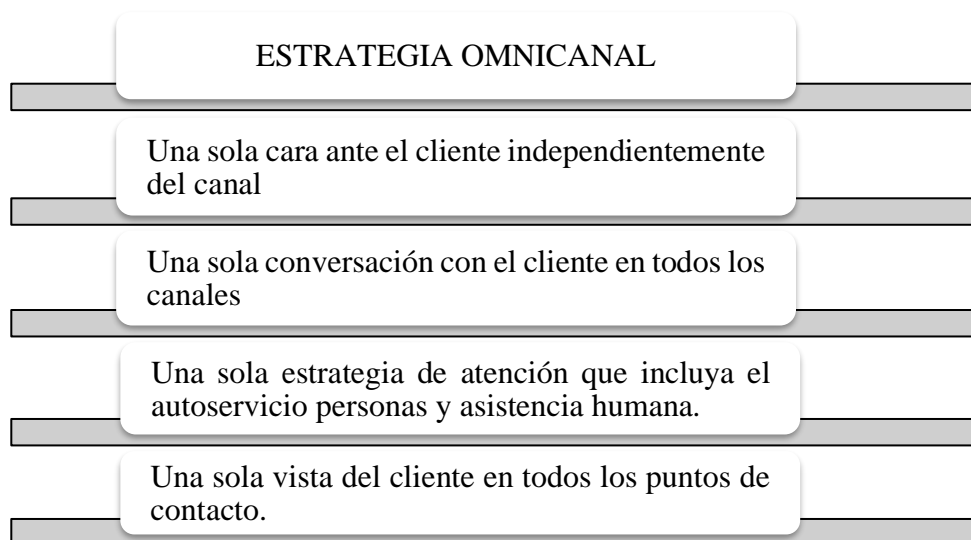 ESTRATEGIA OMNICANAL
Una sola cara ante el cliente independientemente
del canal
Una sola conversación con el cliente en todos los
canales
Una sola estrategia de atención que incluya el
autoservicio personas y asistencia humana.
Una sola vista del cliente en todos los puntos de
contacto.